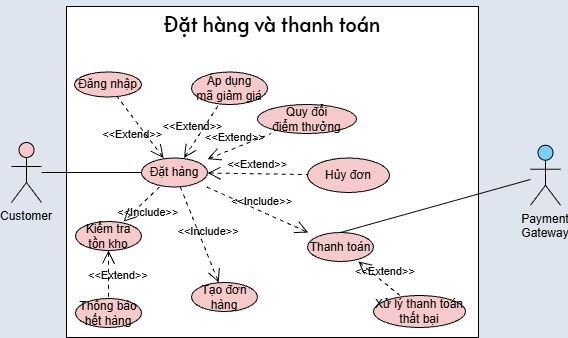 Đặt hàng và thanh toán
Đăng nhập
Áp dụng
mã giảm giá
Quy đổi
điểm thưởng
<<Extend>>
<<Extend>>
<<Extend>>
Đặt hàng
<<Extend>>
Hủy đơn
Customer
<<Include>>
<<Include>>
<<Include>>
Payment
Gateway
Kiểm tra
tồn kho
Thanh toán
<<Extend>>
<<Extend>>
Thông báo
hết hàng
Tạo đơn
hàng
Xử lý thanh toán
thất bại